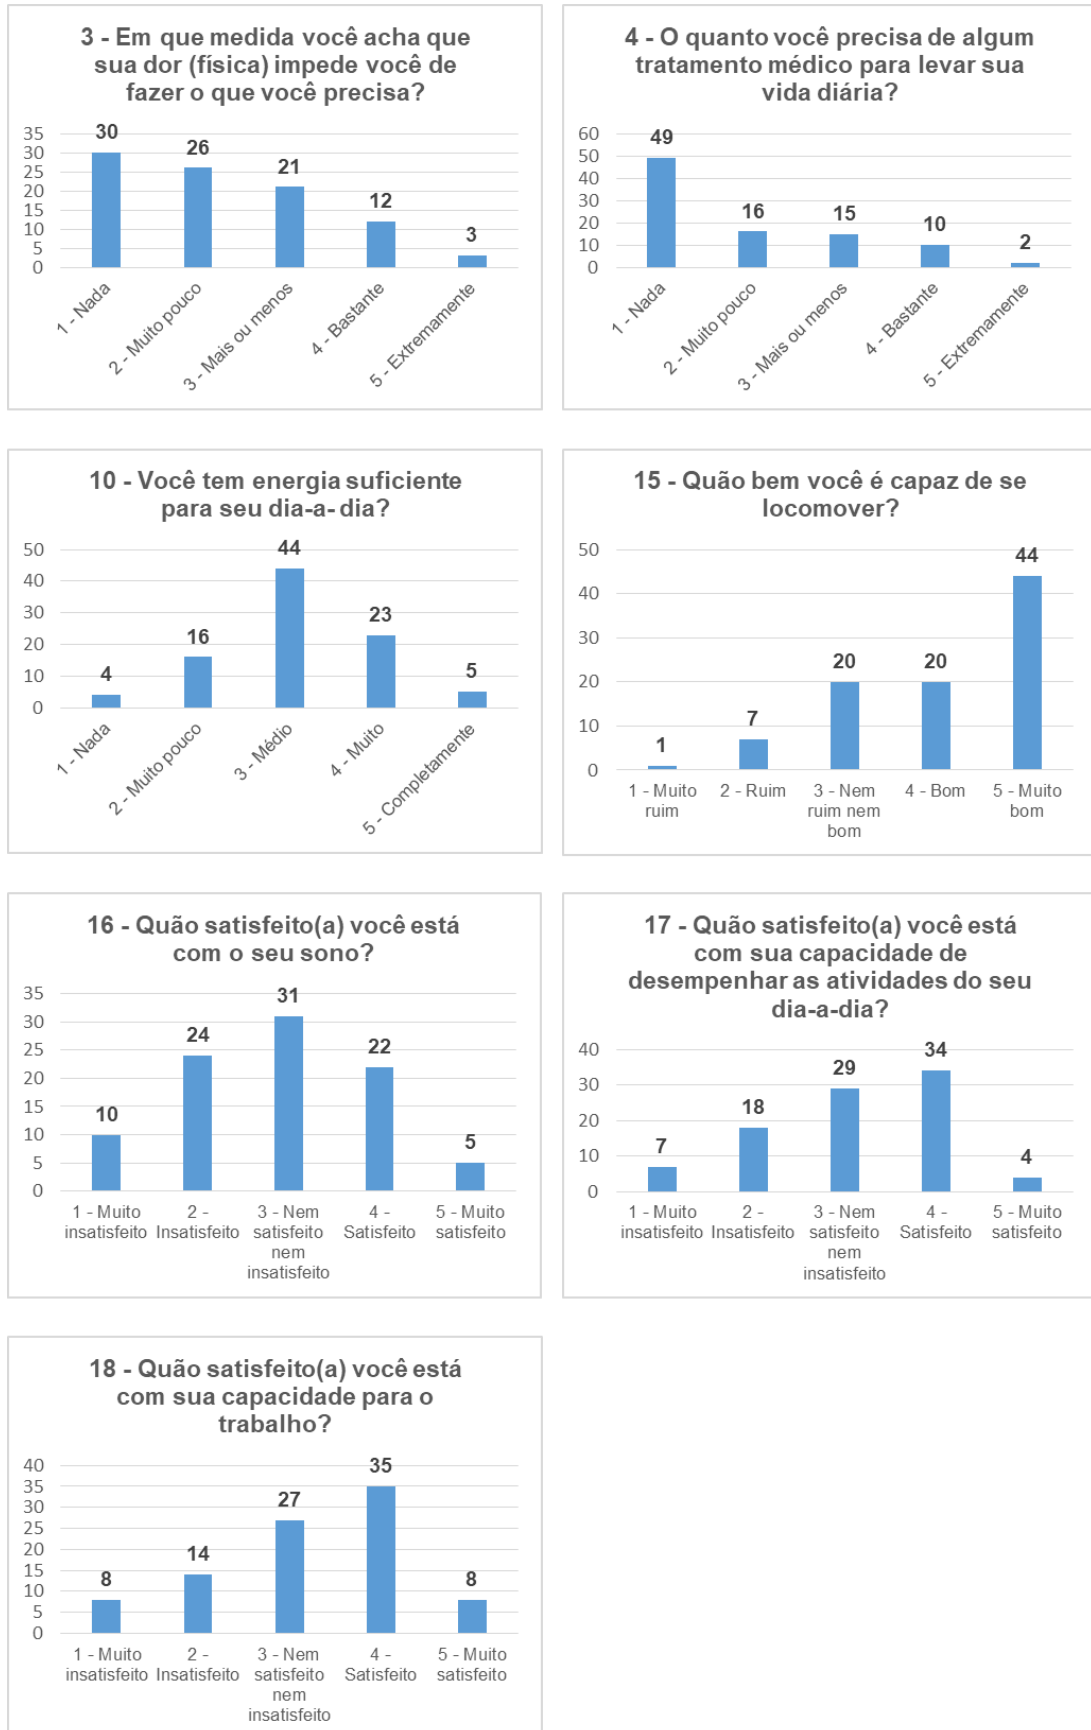 3 - Em que medida você acha que
sua dor (física) impede você de
fazer o que você precisa?
35
30
25
20
15
10
5
0
30
26
21
12
3
1 - Nada
2 - Muito pouco
3 - Mais ou menos
4 - Bastante
5 - Extremamente
4 - O quanto você precisa de algum
tratamento médico para levar sua
vida diária?
60
50
40
30
20
10
0
49
16
15
10
2
1 - Nada
2 - Muito pouco
3 - Mais ou menos
4 - Bastante
5 - Extremamente
10 - Você tem energia suficiente
para seu dia-a- dia?
50
40
30
20
10
0
4
16
44
23
5
1 - Nada
2 - Muito pouco
3 - Médio
4 - Muito
5 - Completamente
15 - Quão bem você é capaz de se
locomover?
50
40
30
20
10
0
1
7
20
20
44
1 - Muito
ruim
2 - Ruim
3 - Nem
ruim nem
bom
4 - Bom
5 - Muito
bom
16 - Quão satisfeito(a) você está
com o seu sono?
35
30
25
20
15
10
5
0
10
24
31
22
5
1 - Muito
insatisfeito
2 -
Insatisfeito
3 - Nem
satisfeito
nem
insatisfeito
4 -
Satisfeito
5 - Muito
satisfeito
17 - Quão satisfeito(a) você está
com sua capacidade de
desempenhar as atividades do seu
dia-a-dia?
40
30
20
10
0
7
18
29
34
4
1 - Muito
insatisfeito
2 -
Insatisfeito
3 - Nem
satisfeito
nem
insatisfeito
4 -
Satisfeito
5 - Muito
satisfeito
18 - Quão satisfeito(a) você está
com sua capacidade para o
trabalho?
40
35
30
25
20
15
10
5
0
8
14
27
35
8
1 - Muito
insatisfeito
2 -
Insatisfeito
3 - Nem
satisfeito
nem
insatisfeito
4 -
Satisfeito
5 - Muito
satisfeito